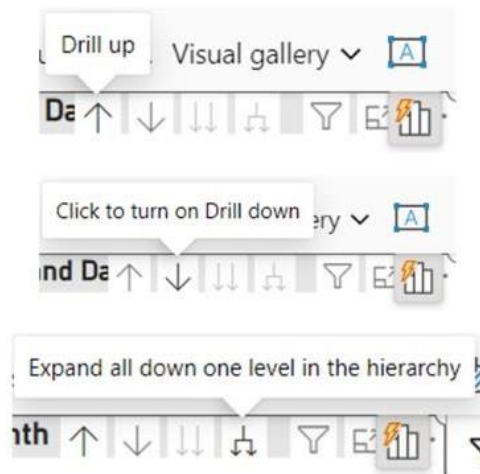 Drill up
Visual gallery
A
Da
Click to turn on Drill down
ery
A
nd Da
Expand all down one level in the hierarchy
nth